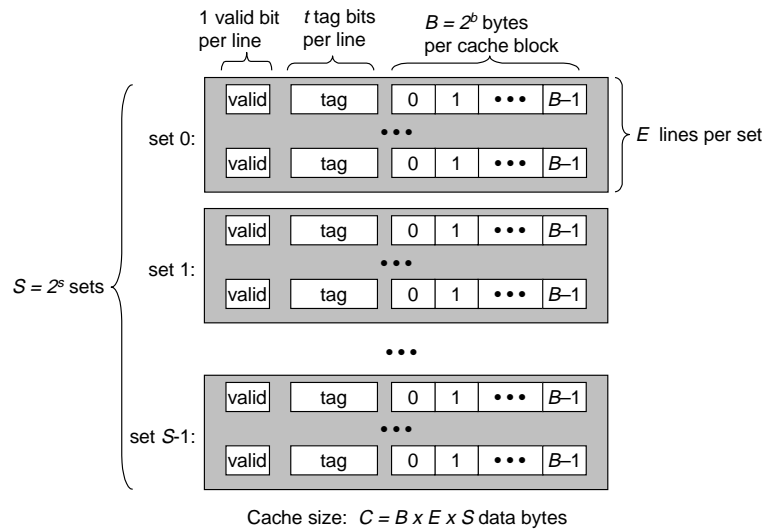 1 valid bit
per line
t tag bits
per line
B = 2^b bytes
per cache block
valid tag 0 1 ••• B–1
set 0: •••
valid tag 0 1 ••• B–1
E lines per set
valid tag 0 1 ••• B–1
set 1: •••
valid tag 0 1 ••• B–1
S = 2^s sets
•••
valid tag 0 1 ••• B–1
set S-1: •••
valid tag 0 1 ••• B–1
Cache size: C = B x E x S data bytes